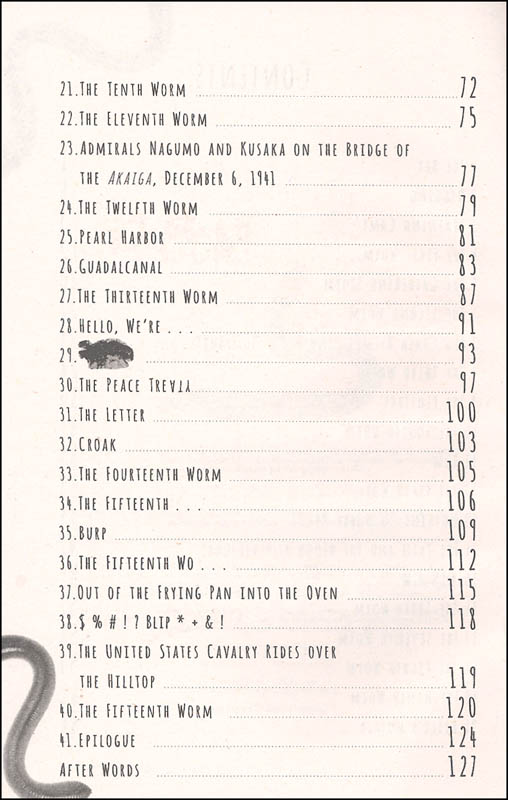 21.The Tenth Worm 72
22.The Eleventh Worm 75
23.Admirals Nagumo and Kusaka on the Bridge of
the Akaiga, December 6, 1941 77
24.The Twelfth Worm 79
25.Pearl Harbor 81
26.Guadalcanal 83
27.The Thirteenth Worm 87
28.Hello, We're . . . 91
29. 93
30.The Peace Treaty 97
31.The Letter 100
32.Croak 103
33.The Fourteenth Worm 105
34.The Fifteenth . . . 106
35.Burp 109
36.The Fifteenth Wo . . . 112
37.Out of the Frying Pan into the Oven 115
38.$ % # ! ? Blip * + & ! 118
39.The United States Cavalry Rides over
the Hilltop 119
40.The Fifteenth Worm 120
41.Epilogue 124
After Words 127